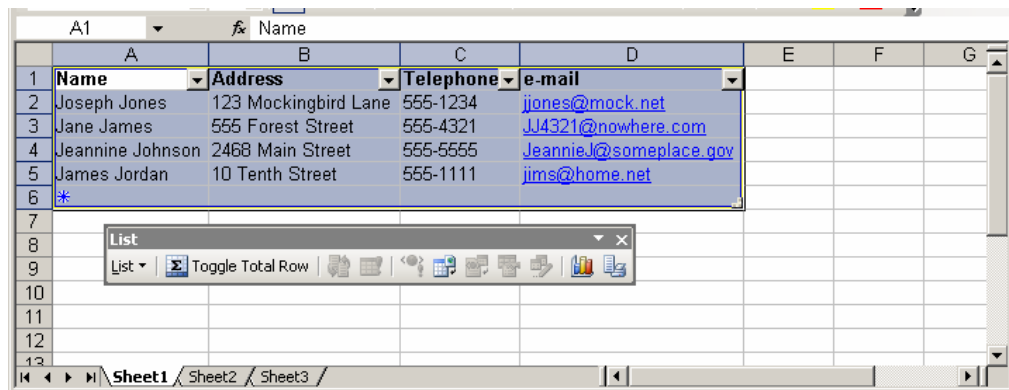 A1 fx Name
A B C D E F G
1 Name Address Telephone e-mail
2 Joseph Jones 123 Mockingbird Lane 555-1234 jjones@mock.net
3 Jane James 555 Forest Street 555-4321 JJ4321@nowhere.com
4 Jeannine Johnson 2468 Main Street 555-5555 JeannieJ@someplace.gov
5 James Jordan 10 Tenth Street 555-1111 jims@home.net
6 *
7
8 List
9 List Σ Toggle Total Row
10
11
12
13
Sheet1 Sheet2 Sheet3